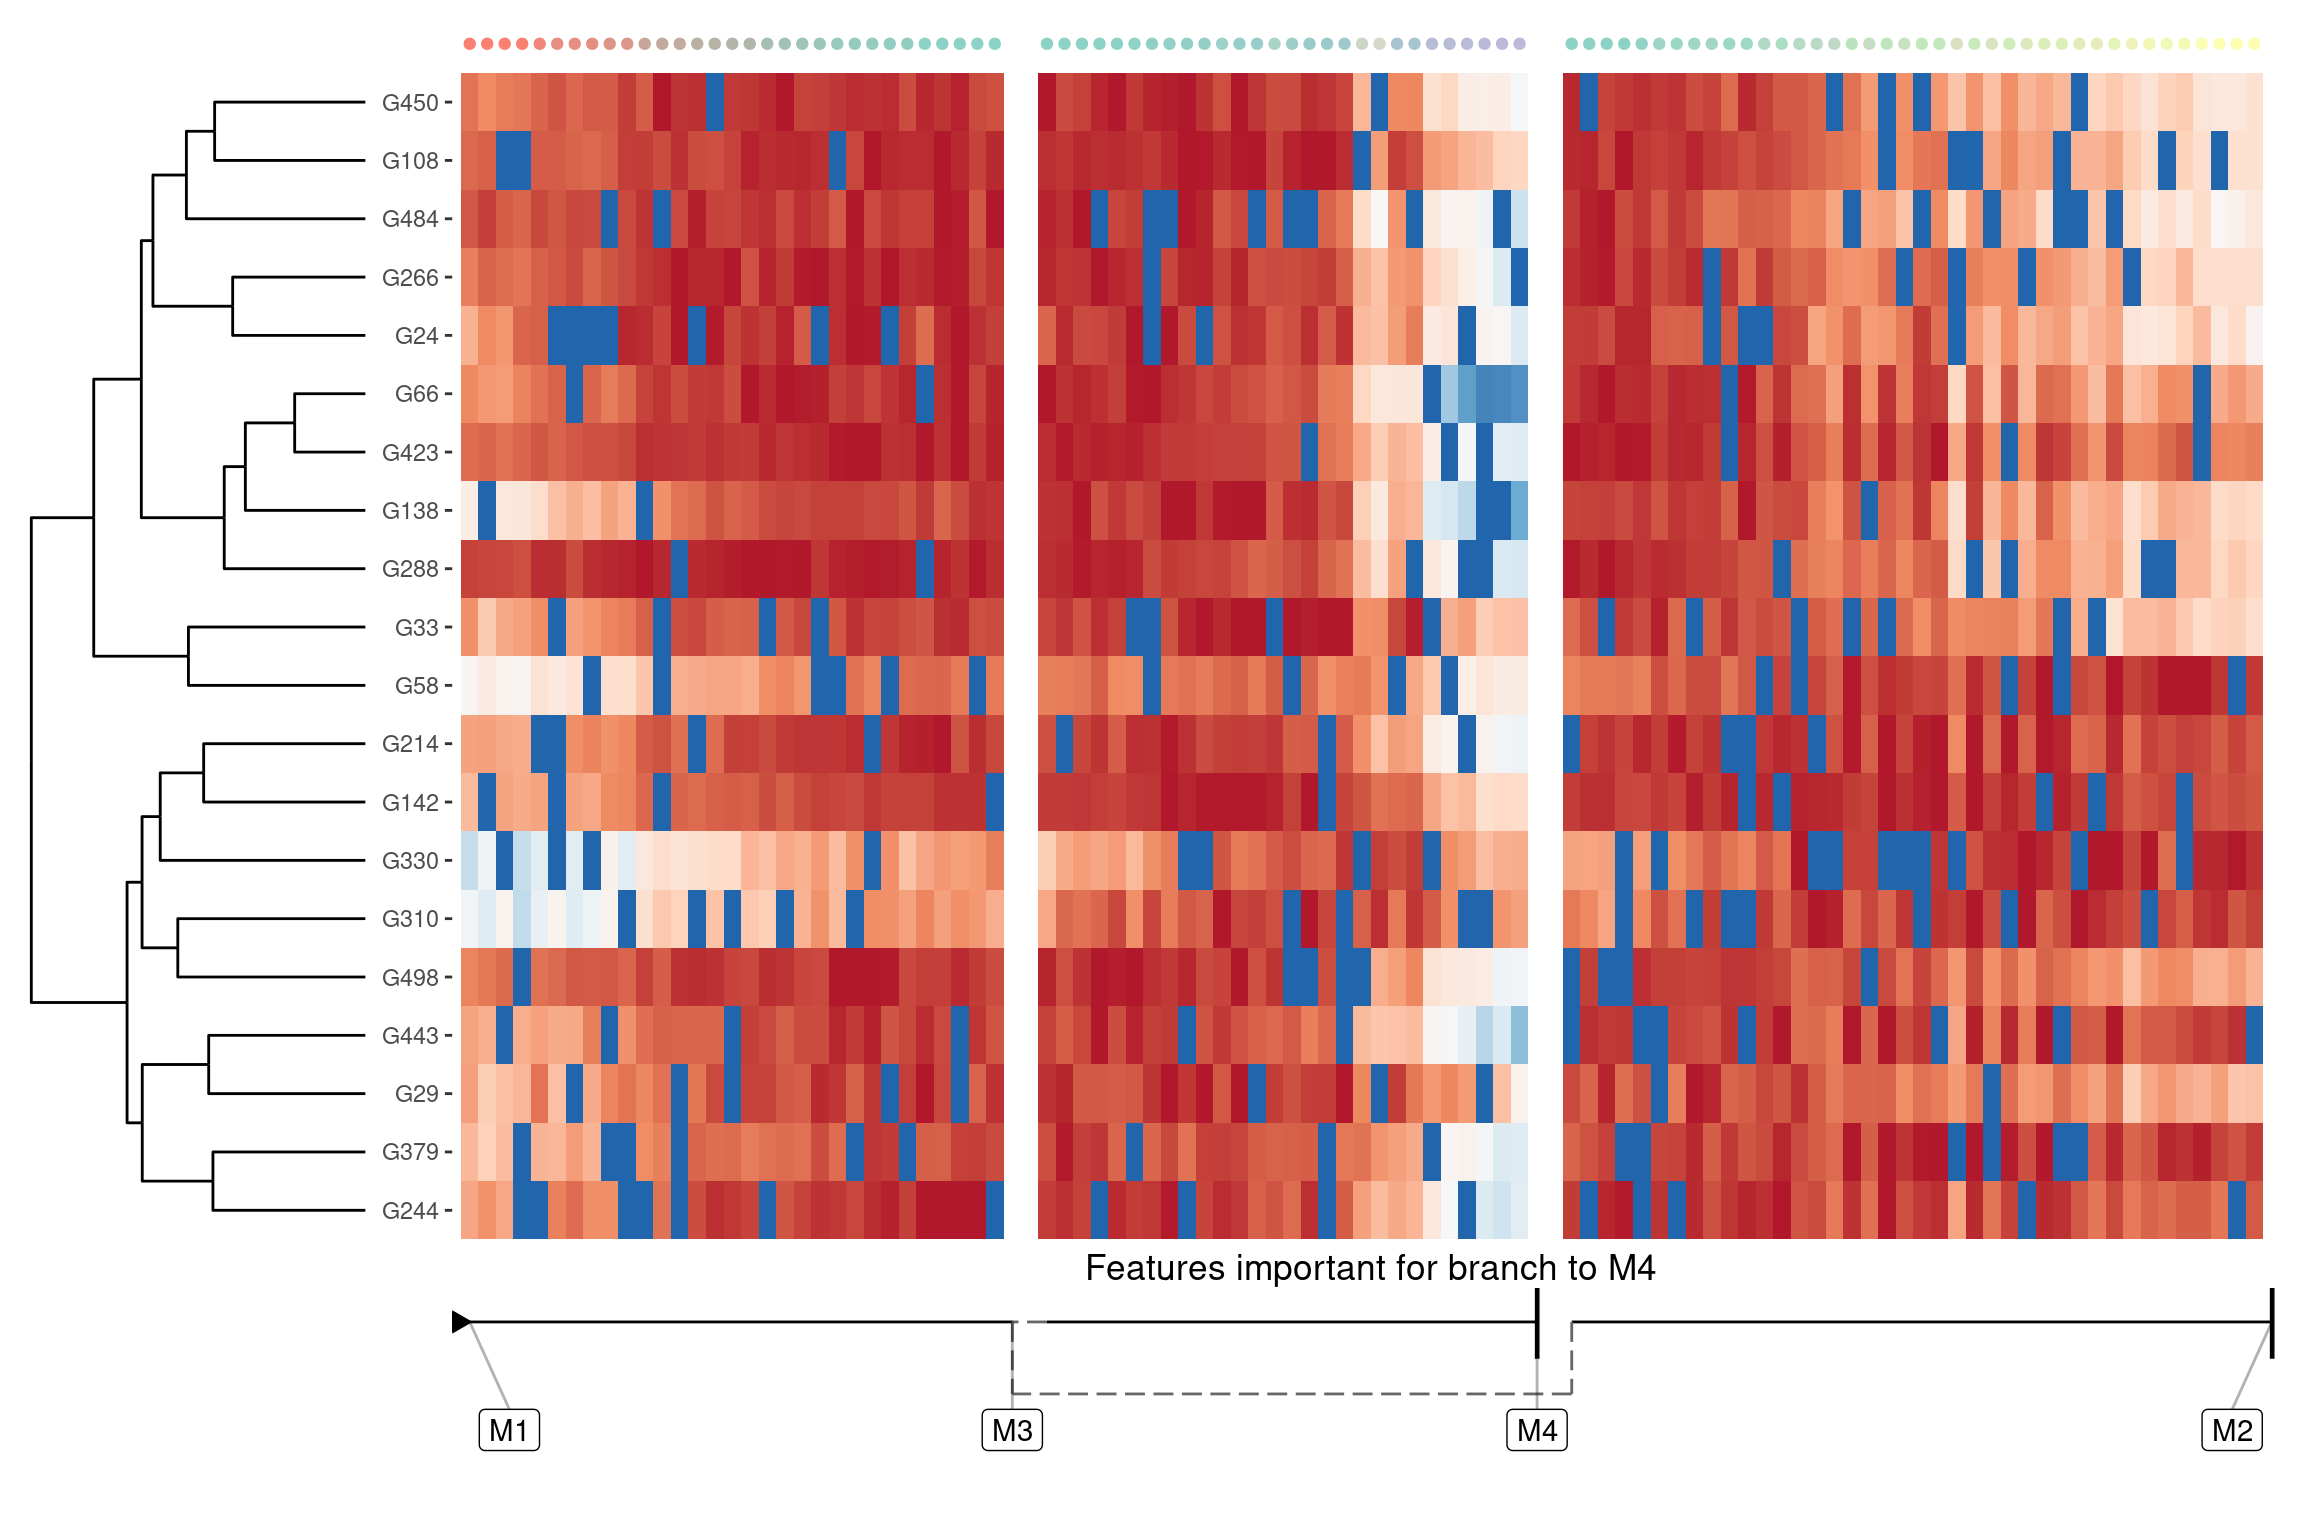 G450
G108
G484
G266
G24
G66
G423
G138
G288
G33
G58
G214
G142
G330
G310
G498
G443
G29
G379
G244
Features important for branch to M4
M1 M3 M4 M2